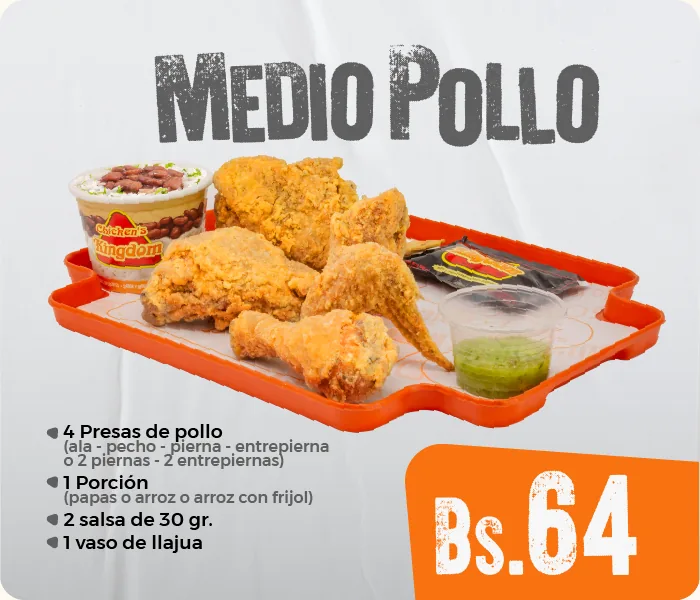 MEDIO POLLO
Chicken's
Kingdom
4 Presas de pollo
(ala - pecho - pierna - entrepierna
o 2 piernas - 2 entrepiernas)
1 Porción
(papas o arroz o arroz con frijol)
2 salsa de 30 gr.
1 vaso de llajua
Bs.64